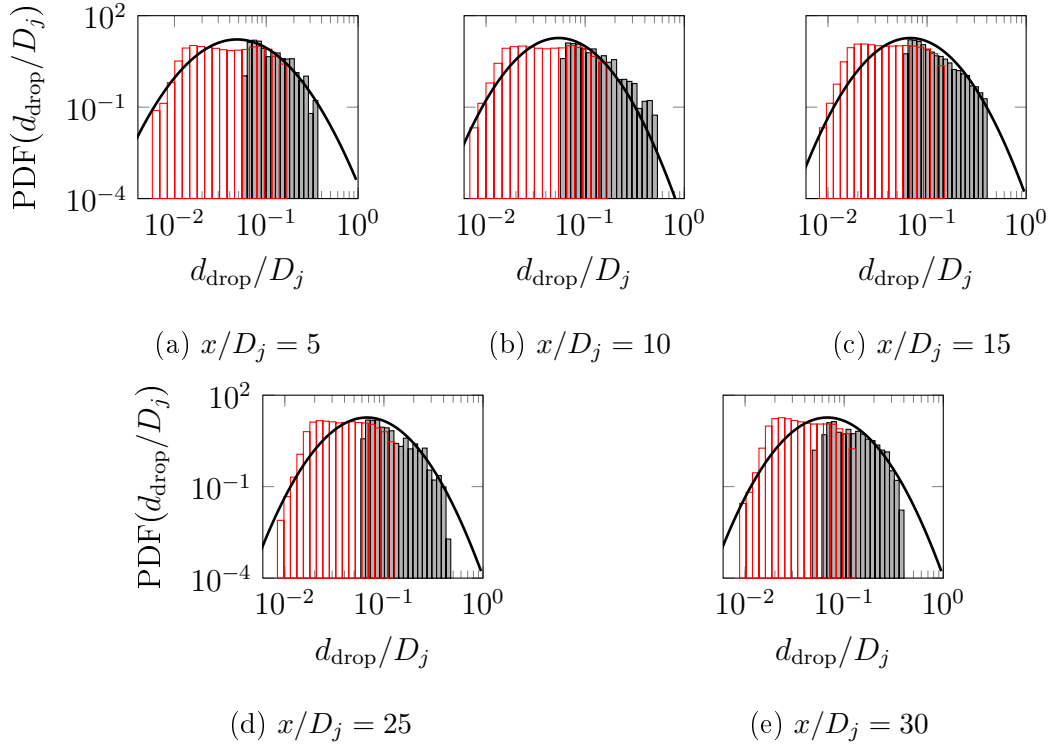 PDF(d_drop/D_j)
10^2
10^−1
10^−4
10^−2 10^−1 10^0
10^−2 10^−1 10^0
10^−2 10^−1 10^0
d_drop/D_j
d_drop/D_j
d_drop/D_j
(a) x/D_j = 5
(b) x/D_j = 10
(c) x/D_j = 15
PDF(d_drop/D_j)
10^2
10^−1
10^−4
10^−2 10^−1 10^0
10^−2 10^−1 10^0
d_drop/D_j
d_drop/D_j
(d) x/D_j = 25
(e) x/D_j = 30